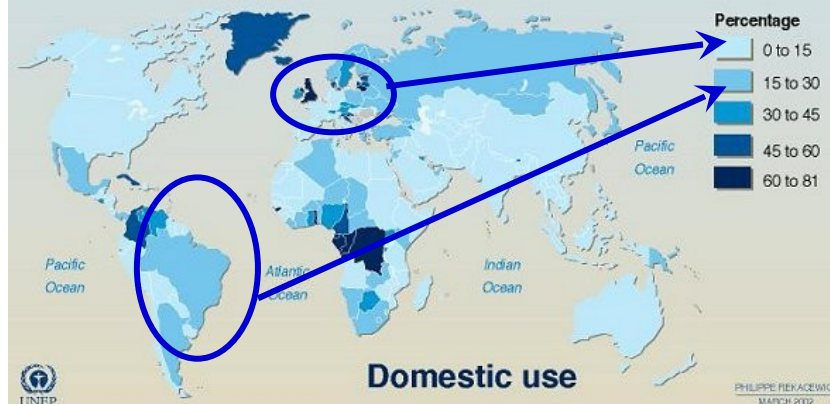 Percentage
0 to 15
15 to 30
30 to 45
45 to 60
60 to 81
Pacific
Ocean
Pacific
Ocean
Atlantic
Ocean
Indian
Ocean
Domestic use
UNEP
PHILIPPE REKACEWICZ
MARCH 2002